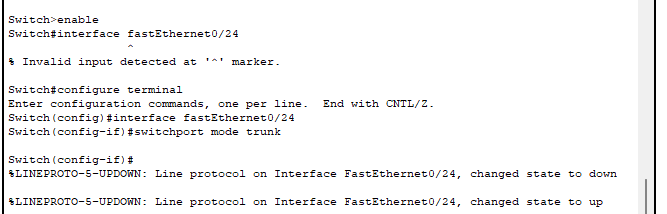 Switch>enable
Switch#interface fastEthernet0/24
^
% Invalid input detected at '^' marker.
Switch#configure terminal
Enter configuration commands, one per line.  End with CNTL/Z.
Switch(config)#interface fastEthernet0/24
Switch(config-if)#switchport mode trunk
Switch(config-if)#
%LINEPROTO-5-UPDOWN: Line protocol on Interface FastEthernet0/24, changed state to down
%LINEPROTO-5-UPDOWN: Line protocol on Interface FastEthernet0/24, changed state to up